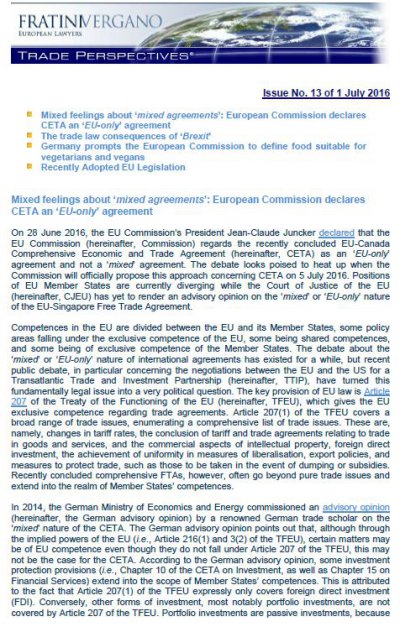 FRATINIVERGANO
EUROPEAN LAWYERS
TRADE PERSPECTIVES®
Issue No. 13 of 1 July 2016
Mixed feelings about ‘mixed agreements’: European Commission declares
CETA an ‘EU-only’ agreement
The trade law consequences of ‘Brexit’
Germany prompts the European Commission to define food suitable for
vegetarians and vegans
Recently Adopted EU Legislation
Mixed feelings about ‘mixed agreements’: European Commission declares
CETA an ‘EU-only’ agreement
On 28 June 2016, the EU Commission's President Jean-Claude Juncker declared that the
EU Commission (hereinafter, Commission) regards the recently concluded EU-Canada
Comprehensive Economic and Trade Agreement (hereinafter, CETA) as an ‘EU-only’
agreement and not a ‘mixed’ agreement. The debate looks poised to heat up when the
Commission will officially propose this approach concerning CETA on 5 July 2016. Positions
of EU Member States are currently diverging while the Court of Justice of the EU
(hereinafter, CJEU) has yet to render an advisory opinion on the ‘mixed’ or ‘EU-only’ nature
of the EU-Singapore Free Trade Agreement.
Competences in the EU are divided between the EU and its Member States, some policy
areas falling under the exclusive competence of the EU, some being shared competences,
and some being of exclusive competence of the Member States. The debate about the
‘mixed’ or ‘EU-only’ nature of international agreements has existed for a while, but recent
public debate, in particular concerning the negotiations between the EU and the US for a
Transatlantic Trade and Investment Partnership (hereinafter, TTIP), have turned this
fundamentally legal issue into a very political question. The key provision of EU law is Article
207 of the Treaty of the Functioning of the EU (hereinafter, TFEU), which gives the EU
exclusive competence regarding trade agreements. Article 207(1) of the TFEU covers a
broad range of trade issues, enumerating a comprehensive list of trade issues. These are,
namely, changes in tariff rates, the conclusion of tariff and trade agreements relating to trade
in goods and services, and the commercial aspects of intellectual property, foreign direct
investment, the achievement of uniformity in measures of liberalisation, export policies, and
measures to protect trade, such as those to be taken in the event of dumping or subsidies.
Recently concluded comprehensive FTAs, however, often go beyond pure trade issues and
extend into the realm of Member States' competences.
In 2014, the German Ministry of Economics and Energy commissioned an advisory opinion
(hereinafter, the German advisory opinion) by a renowned German trade scholar on the
‘mixed’ nature of the CETA. The German advisory opinion points out that, although through
the implied powers of the EU (i.e., Article 216(1) and 3(2) of the TFEU), certain matters may
be of EU competence even though they do not fall under Article 207 of the TFEU, this may
not be the case for the CETA. According to the German advisory opinion, some investment
protection provisions (i.e., Chapter 10 of the CETA on Investment, as well as Chapter 15 on
Financial Services) extend into the scope of Member States' competences. This is attributed
to the fact that Article 207(1) of the TFEU expressly only covers foreign direct investment
(FDI). Conversely, other forms of investment, most notably portfolio investments, are not
covered by Article 207 of the TFEU. Portfolio investments are passive investments, because